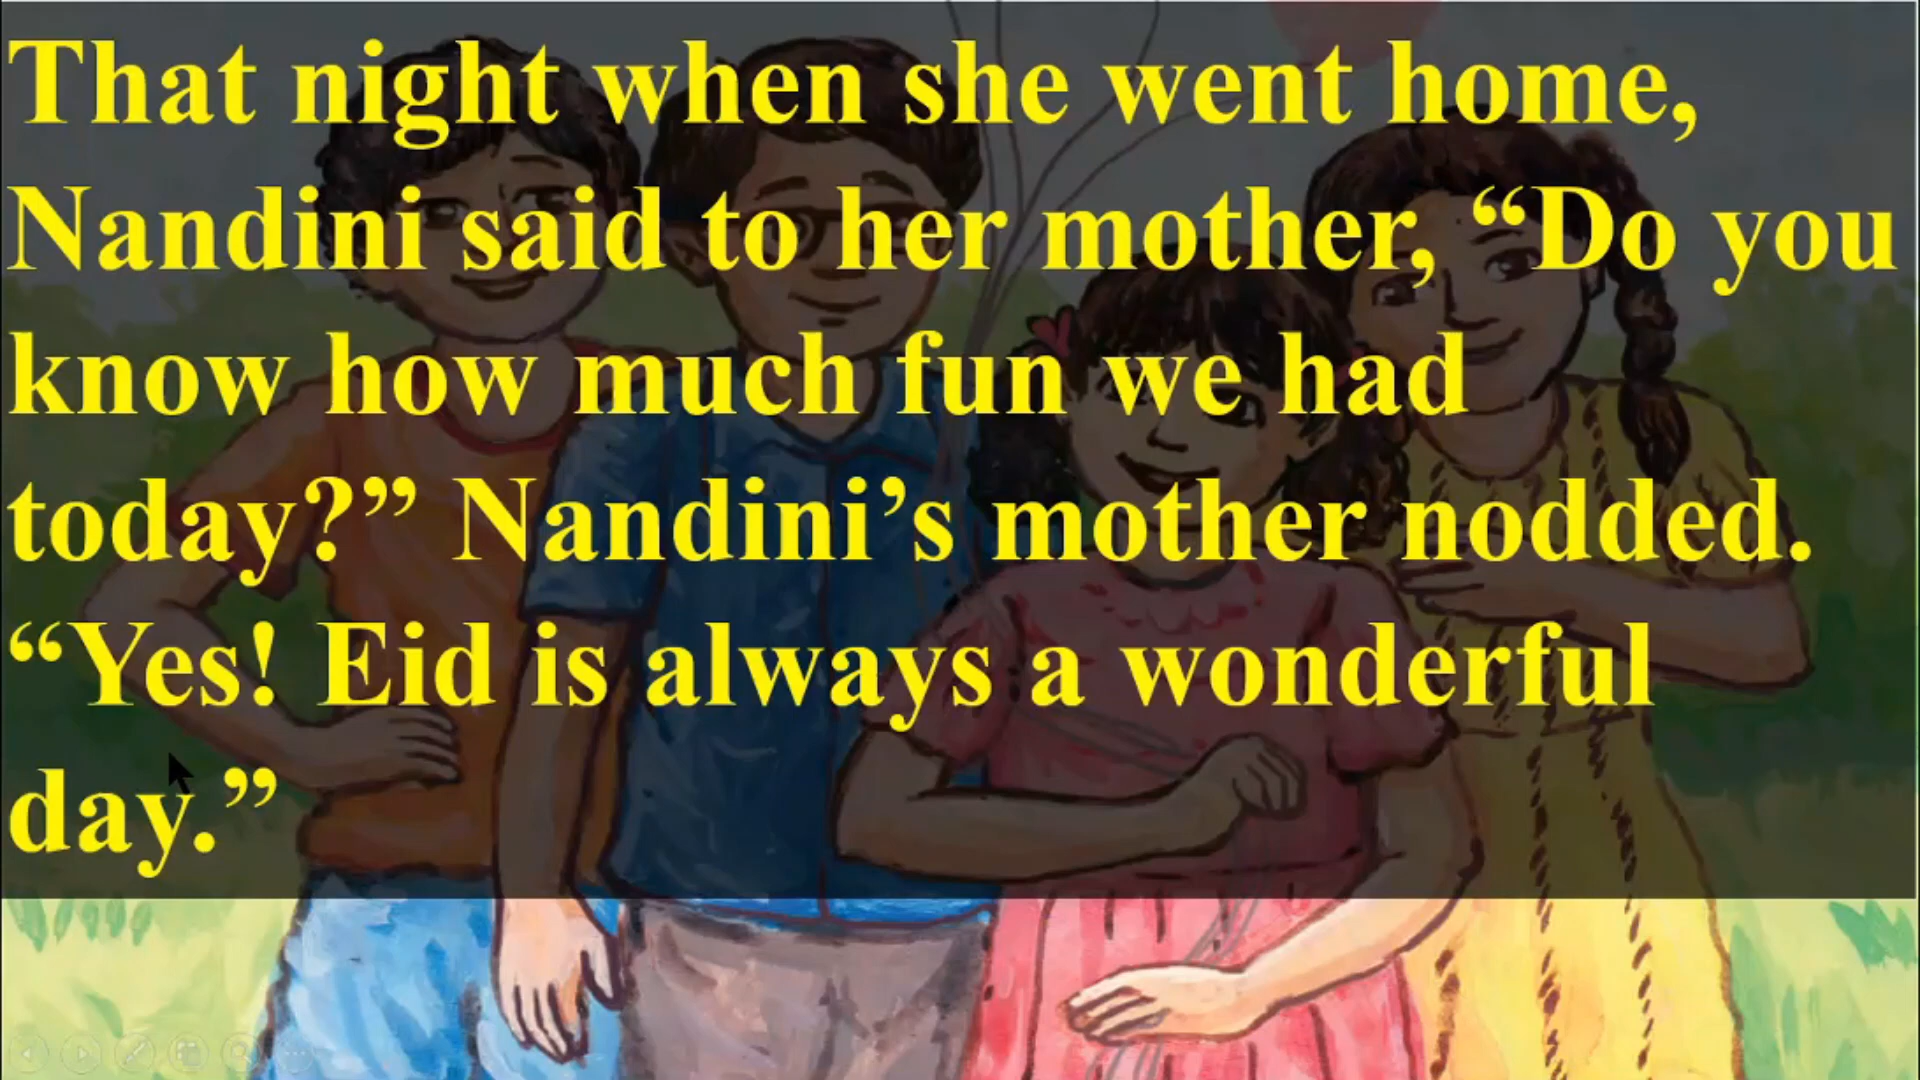 That night when she went home,
Nandini said to her mother, “Do you
know how much fun we had
today?” Nandini’s mother nodded.
“Yes! Eid is always a wonderful
day.”